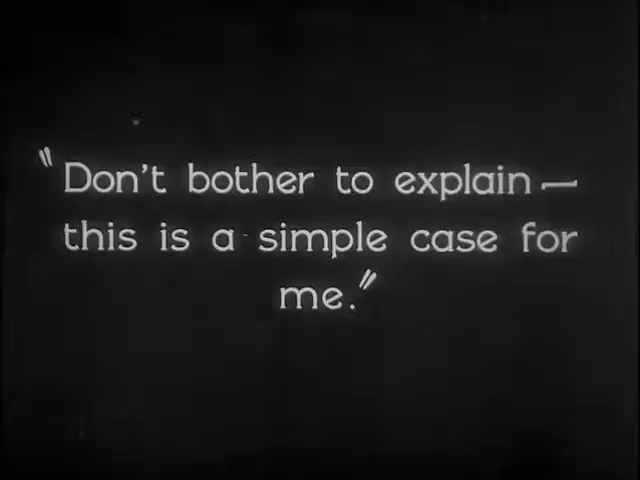 "Don't bother to explain—
this is a simple case for
me."